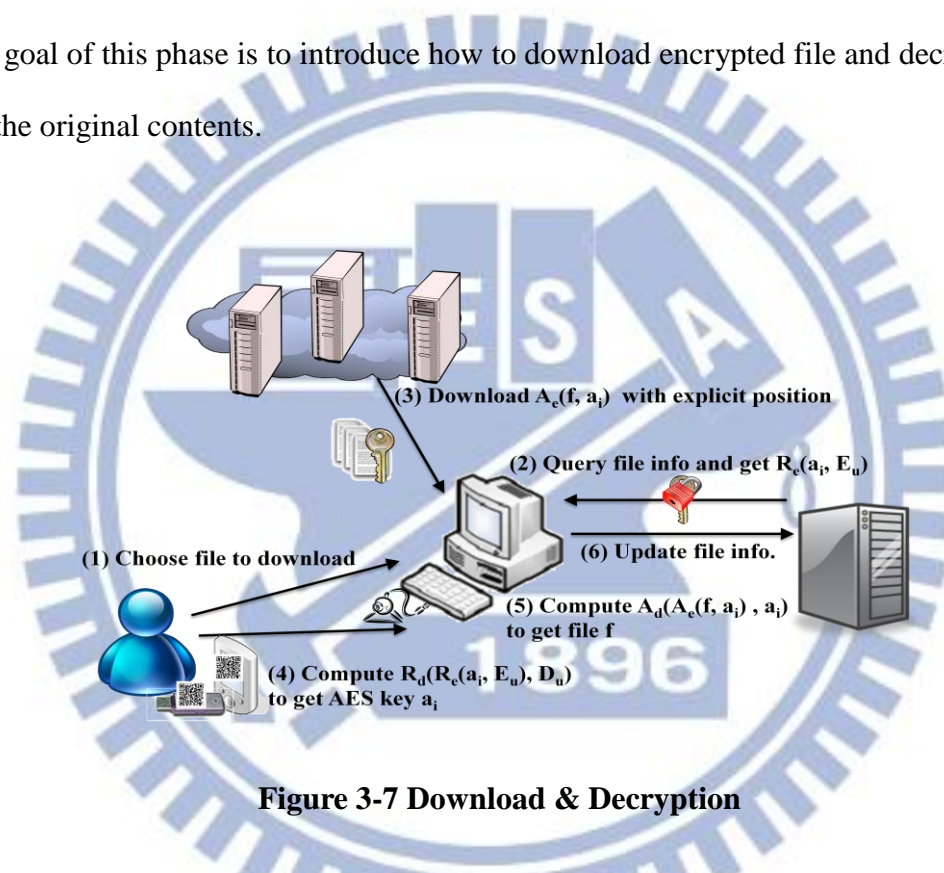 goal of this phase is to introduce how to download encrypted file and
the original contents.
E S A
(3) Download Aₑ(f, aᵢ) with explicit position
(2) Query file info and get Rₑ(aᵢ, Eᵤ)
(1) Choose file to download
(6) Update file info.
(5) Compute A_d(Aₑ(f, aᵢ) , aᵢ)
to get file f
1896
(4) Compute R_d(Rₑ(aᵢ, Eᵤ), Dᵤ)
to get AES key aᵢ
Figure 3-7 Download & Decryption